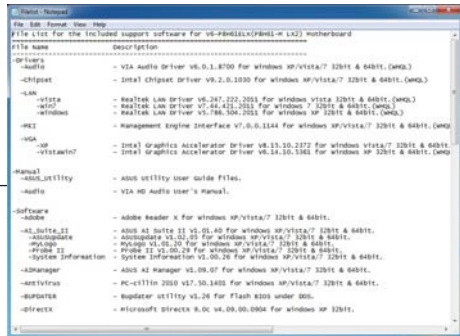 Filelist - Notepad
File Edit Format View Help
File List for the included support software for V6-P8H61ELX(P8H61-M LX2) Motherboard
File Name Description
-Drivers
-Audio - VIA Audio Driver V6.0.1.8700 for Windows XP/Vista/7 32bit & 64bit.(WHQL)
-Chipset - Intel Chipset Driver V9.2.0.1030 for Windows XP/Vista/7 32bit & 64bit.(WHQL)
-LAN
-Vista - Realtek LAN Driver V6.247.222.2011 for Windows Vista 32bit & 64bit.(WHQL)
-Win7 - Realtek LAN Driver V7.44.421.2011 for Windows 7 32bit & 64bit.(WHQL)
-Windows - Realtek LAN Driver V5.788.504.2011 for Windows XP 32bit & 64bit.(WHQL)
-MEI - Management Engine Interface V7.0.0.1144 for Windows XP/Vista/7 32bit & 64bit.(WHQ
-VGA
-XP - Intel Graphics Accelerator Driver V8.15.10.2372 for Windows Vista/7 32bit & 64bit.
-VistaWin7 - Intel Graphics Accelerator Driver V6.14.10.5361 for Windows XP 32bit & 64bit.(WHQ
-Manual
-ASUS_Utility - ASUS Utility User Guide files.
-Audio - VIA HD Audio User's Manual.
-Software
-Adobe - Adobe Reader X for Windows XP/Vista/7 32bit & 64bit.
-AI_Suite_II - ASUS AI Suite II V1.01.40 for Windows XP/Vista/7 32bit & 64bit.
-ASUSUpdate - ASUSUpdate V1.02.05 for Windows XP/Vista/7 32bit & 64bit.
-MyLogo - MyLogo V1.01.20 for Windows XP/Vista/7 32bit & 64bit.
-Probe II - Probe II V1.00.29 for Windows XP/Vista/7 32bit & 64bit.
-System Information - System Information V1.00.26 for Windows XP/Vista/7 32bit & 64bit.
-AIManager - ASUS AI Manager V1.09.07 for Windows XP/Vista/7 32bit & 64bit.
-AntiVirus - PC-cillin 2010 V17.50.1401 for Windows XP/Vista/7 32bit & 64bit.
-BUPDATER - Bupdater utility V1.26 for flash BIOS under DOS.
-DirectX - Microsoft DirectX 9.0c V4.09.00.0904 for Windows XP 32bit.